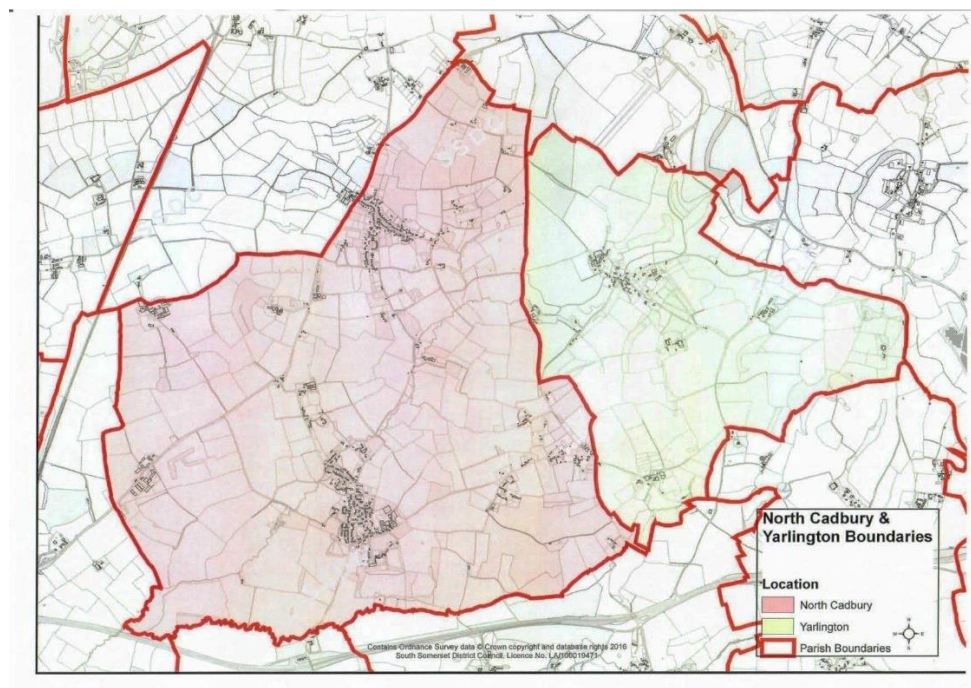 North Cadbury &
Yarlington Boundaries
Location
North Cadbury
Yarlington
Parish Boundaries
Contains Ordnance Survey data © Crown copyright and database rights 2016
South Somerset District Council, Licence No. LA100019471